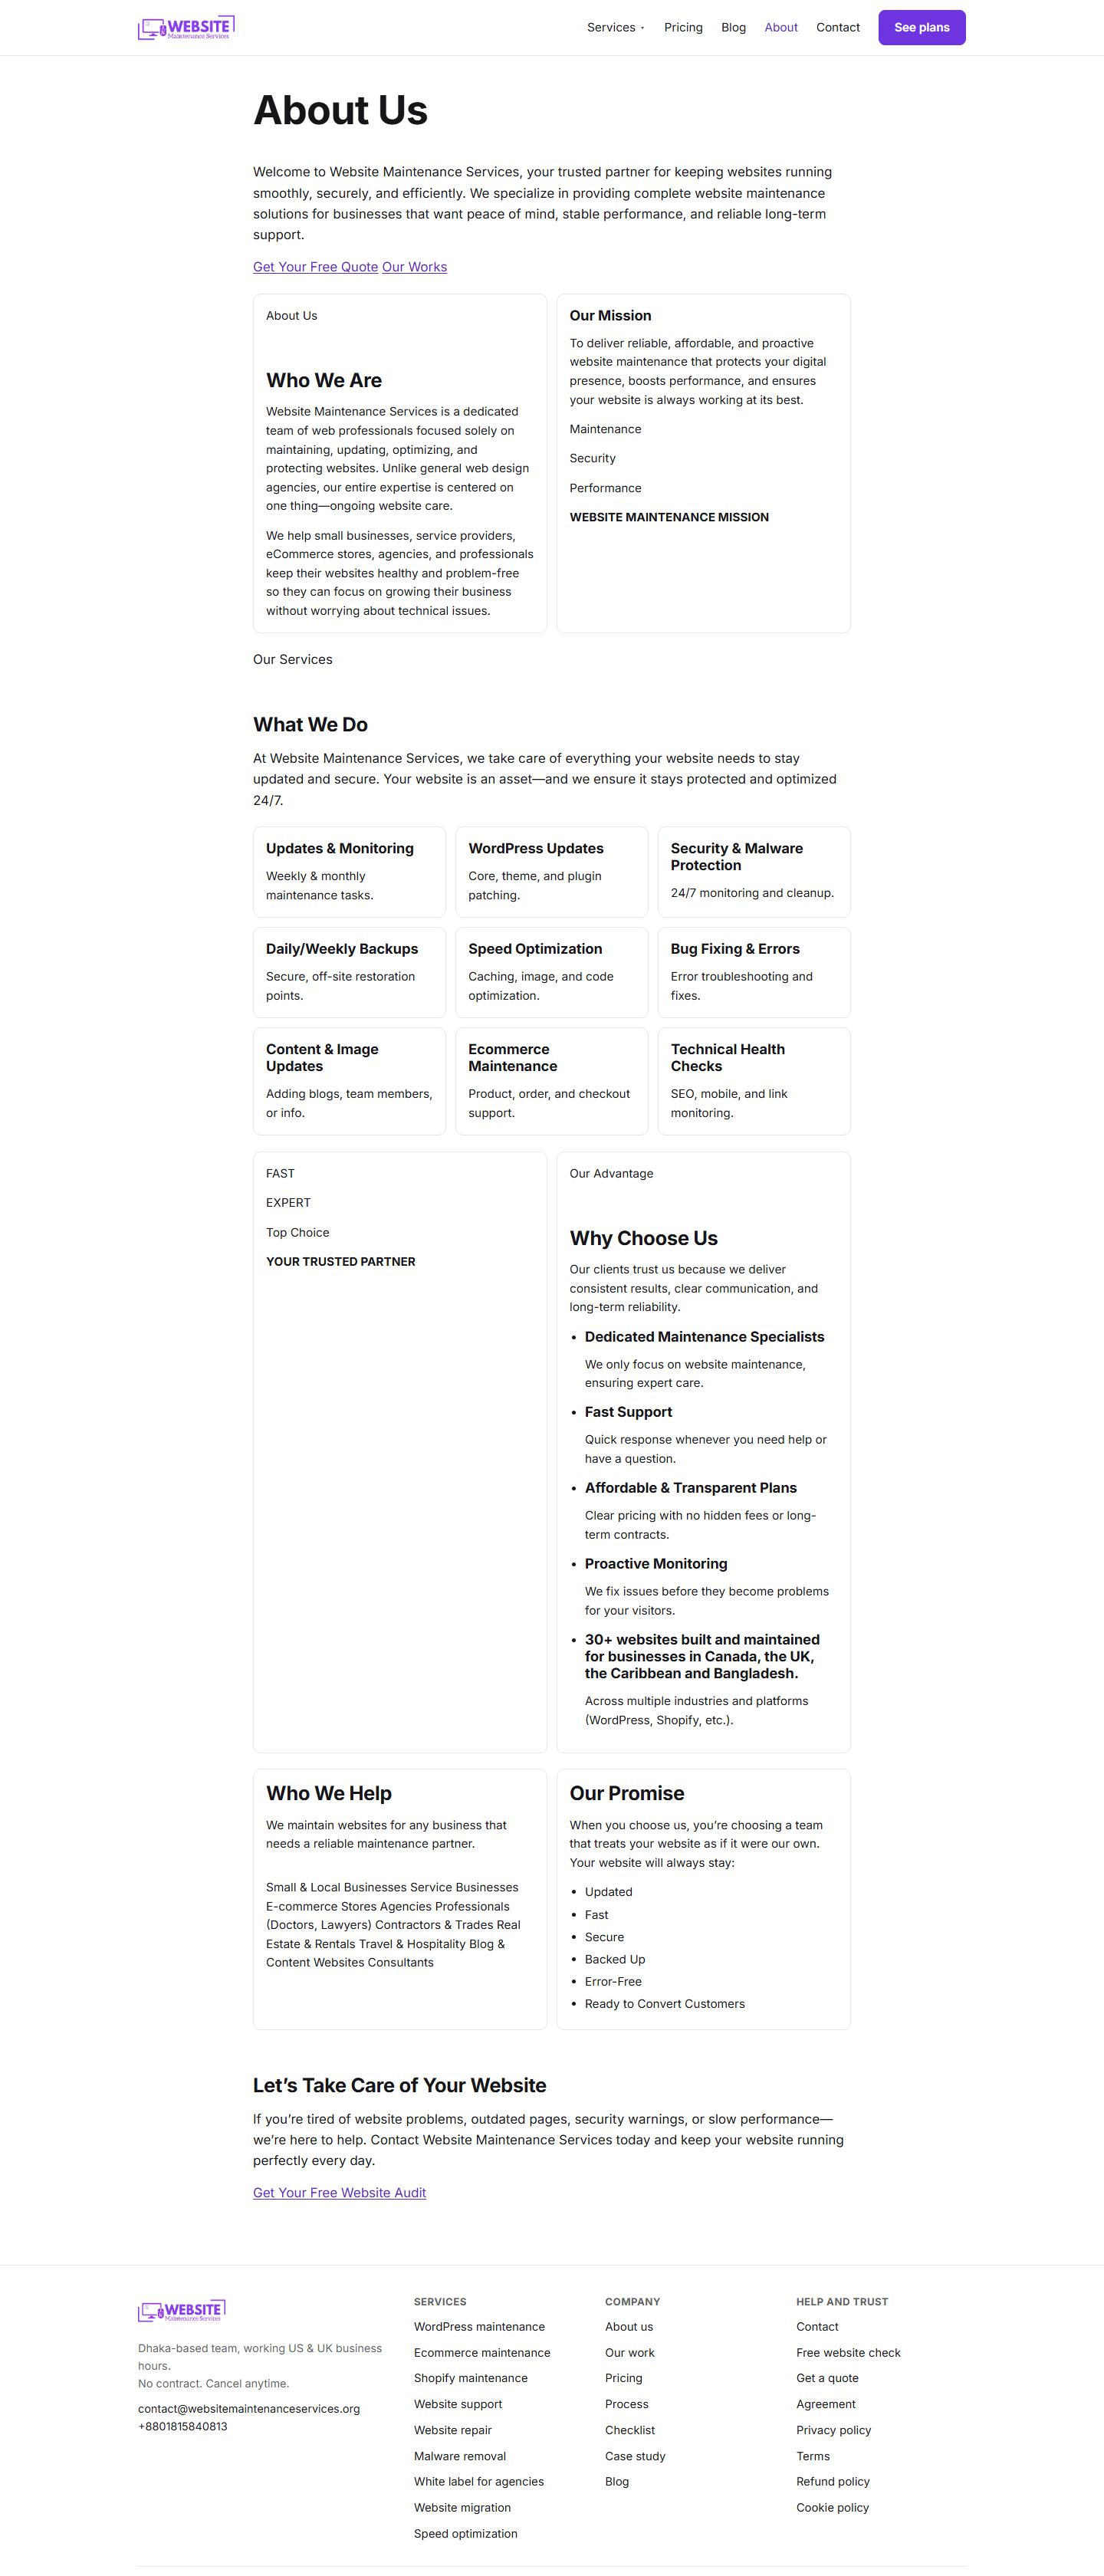 WEBSITE
Maintenance Services
Services
Pricing
Blog
About
Contact
See plans
About Us
Welcome to Website Maintenance Services, your trusted partner for keeping websites running
smoothly, securely, and efficiently. We specialize in providing complete website maintenance
solutions for businesses that want peace of mind, stable performance, and reliable long-term
support.
Get Your Free Quote Our Works
About Us
Who We Are
Website Maintenance Services is a dedicated
team of web professionals focused solely on
maintaining, updating, optimizing, and
protecting websites. Unlike general web design
agencies, our entire expertise is centered on
one thing—ongoing website care.
We help small businesses, service providers,
eCommerce stores, agencies, and professionals
keep their websites healthy and problem-free
so they can focus on growing their business
without worrying about technical issues.
Our Mission
To deliver reliable, affordable, and proactive
website maintenance that protects your digital
presence, boosts performance, and ensures
your website is always working at its best.
Maintenance
Security
Performance
WEBSITE MAINTENANCE MISSION
Our Services
What We Do
At Website Maintenance Services, we take care of everything your website needs to stay
updated and secure. Your website is an asset—and we ensure it stays protected and optimized
24/7.
Updates & Monitoring
Weekly & monthly
maintenance tasks.
WordPress Updates
Core, theme, and plugin
patching.
Security & Malware
Protection
24/7 monitoring and cleanup.
Daily/Weekly Backups
Secure, off-site restoration
points.
Speed Optimization
Caching, image, and code
optimization.
Bug Fixing & Errors
Error troubleshooting and
fixes.
Content & Image
Updates
Adding blogs, team members,
or info.
Ecommerce
Maintenance
Product, order, and checkout
support.
Technical Health
Checks
SEO, mobile, and link
monitoring.
FAST
EXPERT
Top Choice
YOUR TRUSTED PARTNER
Our Advantage
Why Choose Us
Our clients trust us because we deliver
consistent results, clear communication, and
long-term reliability.
• Dedicated Maintenance Specialists
We only focus on website maintenance,
ensuring expert care.
• Fast Support
Quick response whenever you need help or
have a question.
• Affordable & Transparent Plans
Clear pricing with no hidden fees or long-
term contracts.
• Proactive Monitoring
We fix issues before they become problems
for your visitors.
• 30+ websites built and maintained
for businesses in Canada, the UK,
the Caribbean and Bangladesh.
Across multiple industries and platforms
(WordPress, Shopify, etc.).
Who We Help
We maintain websites for any business that
needs a reliable maintenance partner.
Small & Local Businesses Service Businesses
E-commerce Stores Agencies Professionals
(Doctors, Lawyers) Contractors & Trades Real
Estate & Rentals Travel & Hospitality Blog &
Content Websites Consultants
Our Promise
When you choose us, you’re choosing a team
that treats your website as if it were our own.
Your website will always stay:
• Updated
• Fast
• Secure
• Backed Up
• Error-Free
• Ready to Convert Customers
Let’s Take Care of Your Website
If you’re tired of website problems, outdated pages, security warnings, or slow performance—
we’re here to help. Contact Website Maintenance Services today and keep your website running
perfectly every day.
Get Your Free Website Audit
WEBSITE
Maintenance Services
Dhaka-based team, working US & UK business
hours.
No contract. Cancel anytime.
contact@websitemaintenanceservices.org
+8801815840813
SERVICES
WordPress maintenance
Ecommerce maintenance
Shopify maintenance
Website support
Website repair
Malware removal
White label for agencies
Website migration
Speed optimization
COMPANY
About us
Our work
Pricing
Process
Checklist
Case study
Blog
HELP AND TRUST
Contact
Free website check
Get a quote
Agreement
Privacy policy
Terms
Refund policy
Cookie policy